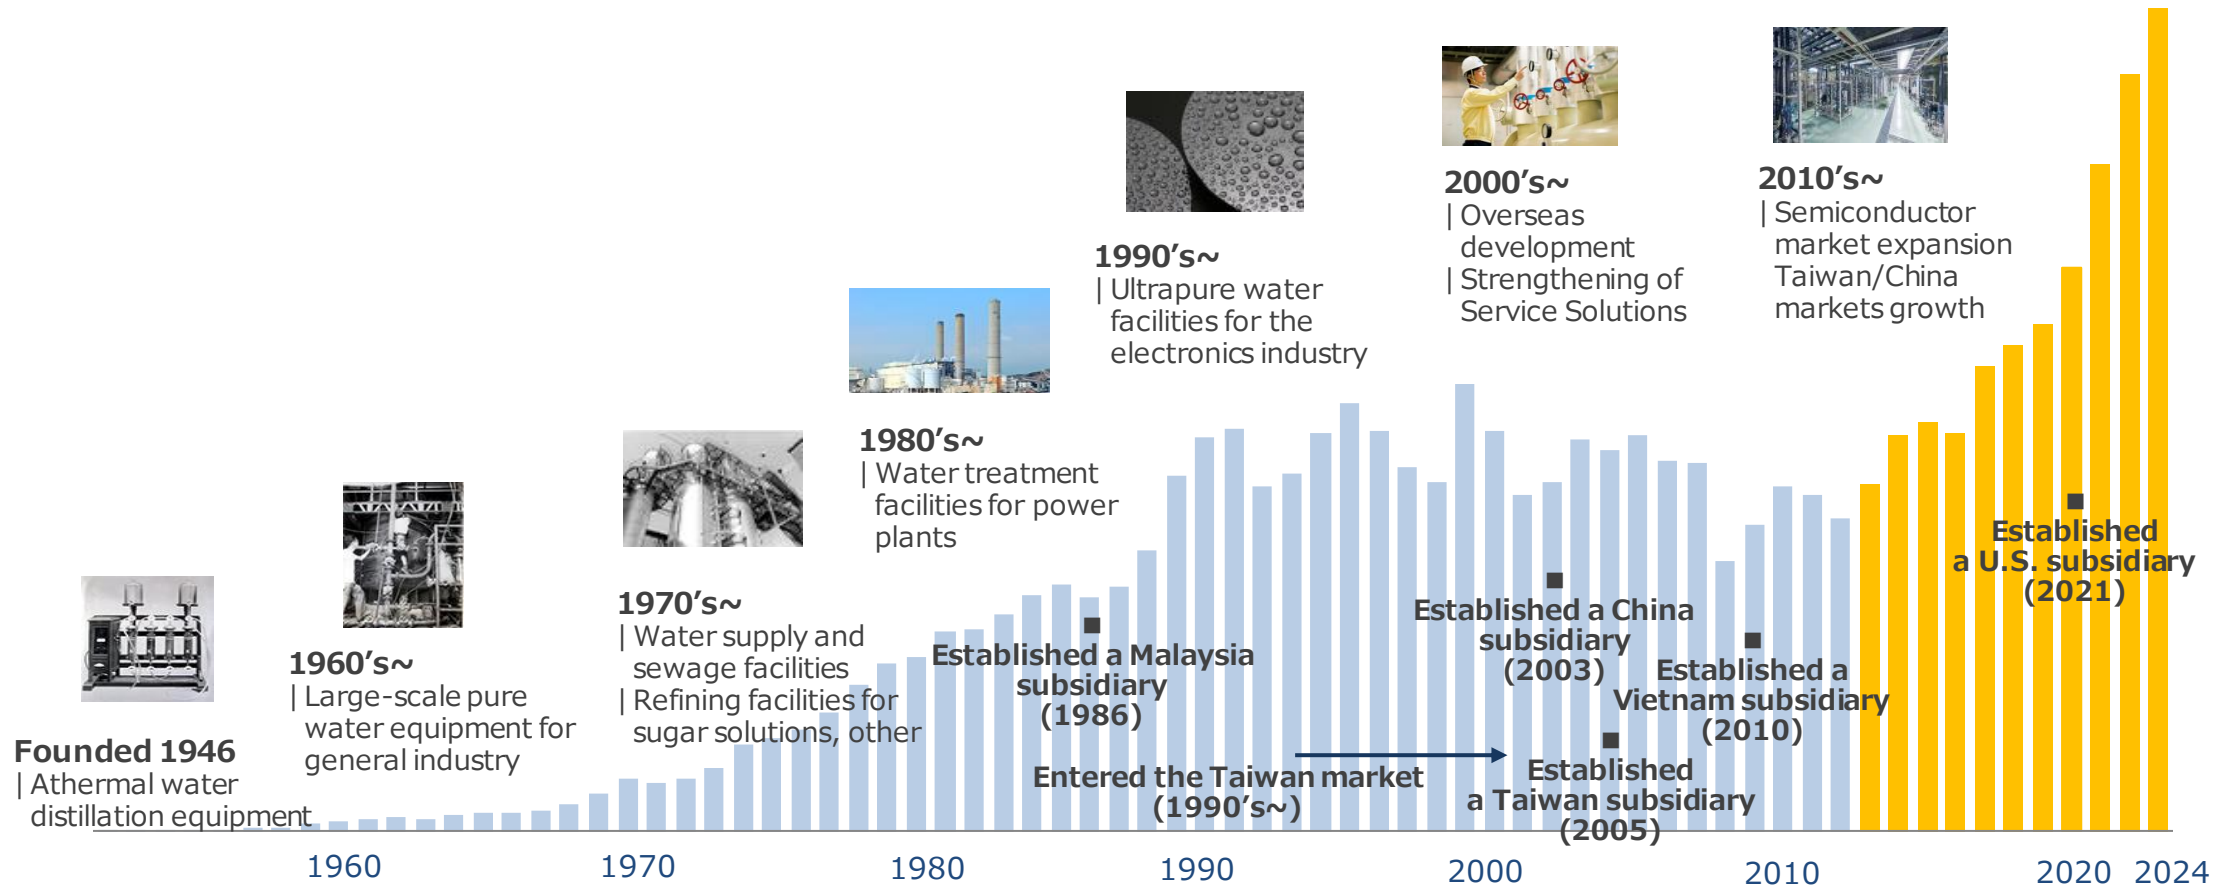 Founded 1946
| Athermal water
distillation equipment
1960’s~
| Large-scale pure
water equipment for
general industry
1970’s~
| Water supply and
sewage facilities
| Refining facilities for
sugar solutions, other
1980’s~
| Water treatment
facilities for power
plants
1990’s~
| Ultrapure water
facilities for the
electronics industry
2000’s~
| Overseas
development
| Strengthening of
Service Solutions
2010’s~
| Semiconductor
market expansion
Taiwan/China
markets growth
■
Established a Malaysia
subsidiary
(1986)
Entered the Taiwan market
(1990’s~)
■
Established a China
subsidiary
(2003)
■
Established
a Taiwan subsidiary
(2005)
■
Established a
Vietnam subsidiary
(2010)
■
Established
a U.S. subsidiary
(2021)
1960 1970 1980 1990 2000 2010 2020 2024